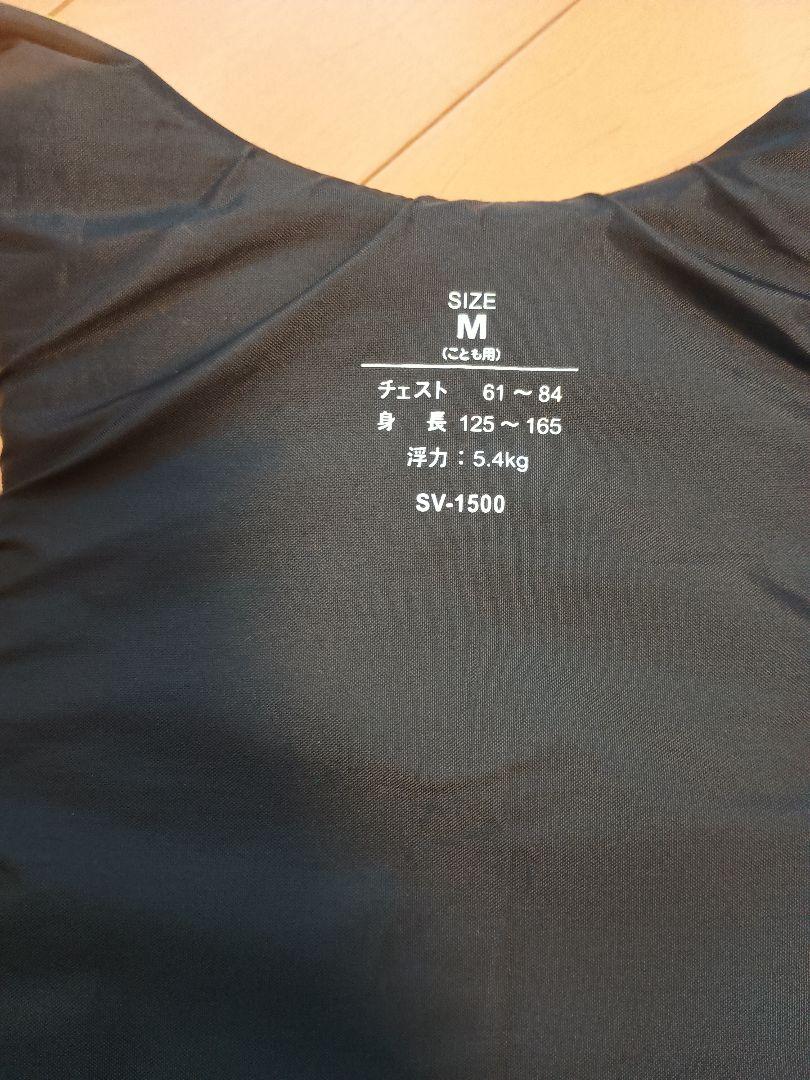 SIZE
M
(こども用)
チェスト 61～84
身 長 125～165
浮力：5.4kg
SV-1500